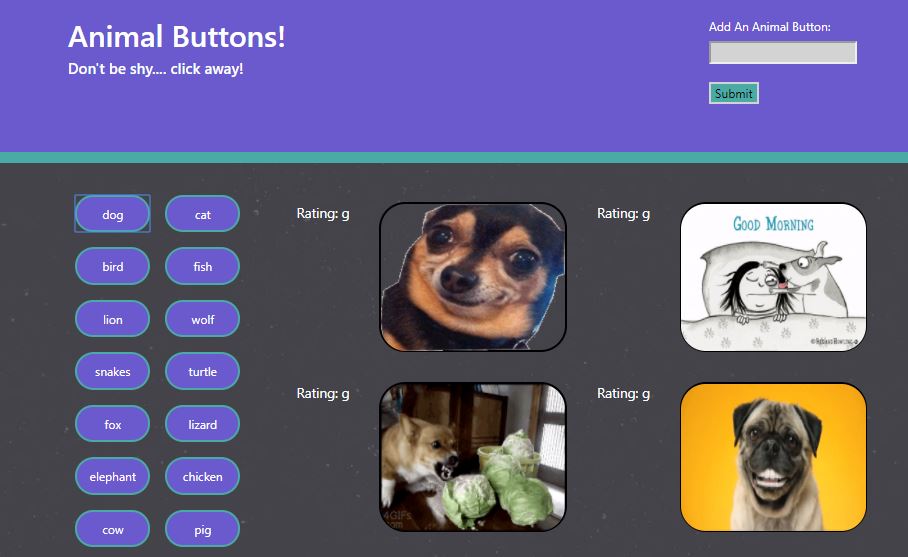 Animal Buttons!
Don't be shy.... click away!
Add An Animal Button:
Submit
dog
cat
bird
fish
lion
wolf
snakes
turtle
fox
lizard
elephant
chicken
cow
pig
Rating: g
Rating: g
GOOD MORNING
Rating: g
4GIFs
com
Rating: g